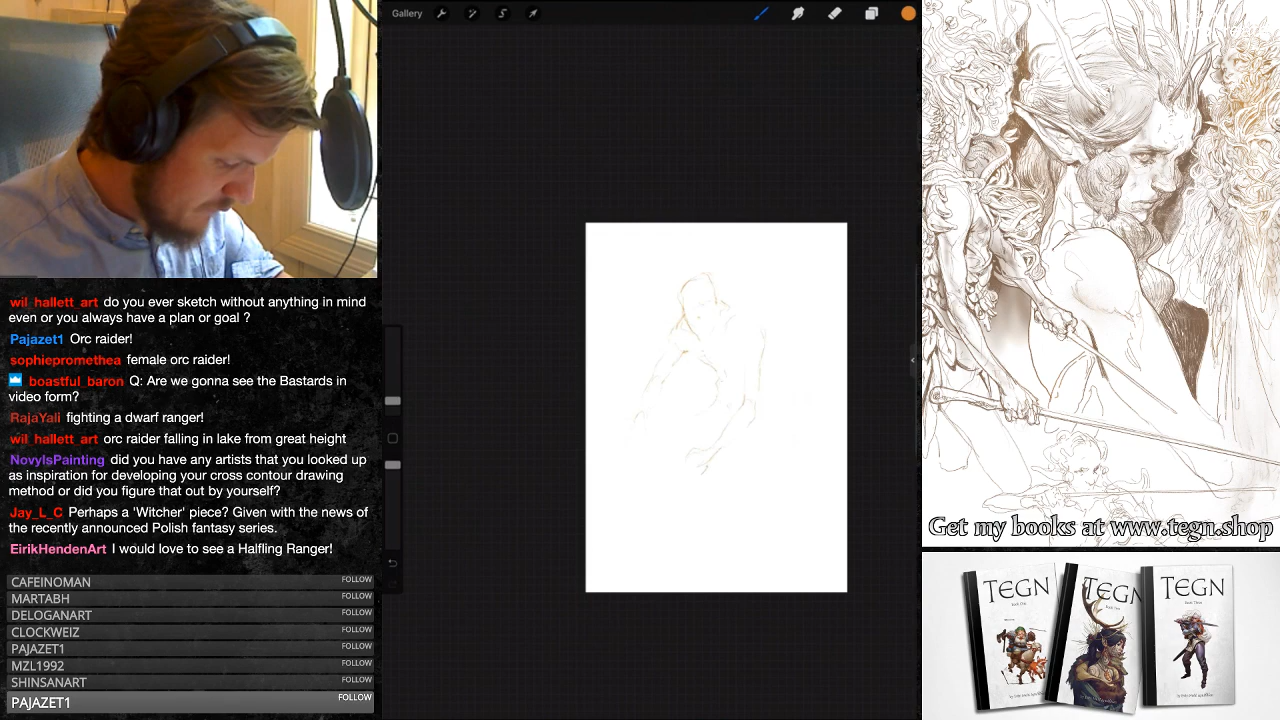 Gallery
wil_hallett_art do you ever sketch without anything in mind
even or you always have a plan or goal ?
Pajazet1 Orc raider!
sophiepromethea female orc raider!
boastful_baron Q: Are we gonna see the Bastards in
video form?
RajaYali fighting a dwarf ranger!
wil_hallett_art orc raider falling in lake from great height
NovylsPainting did you have any artists that you looked up
as inspiration for developing your cross contour drawing
method or did you figure that out by yourself?
Jay_L_C Perhaps a 'Witcher' piece? Given with the news of
the recently announced Polish fantasy series.
EirikHendenArt I would love to see a Halfling Ranger!
CAFEINOMAN FOLLOW
MARTABH FOLLOW
DELOGANART FOLLOW
CLOCKWEIZ FOLLOW
PAJAZET1 FOLLOW
MZL1992 FOLLOW
SHINSANART FOLLOW
PAJAZET1 FOLLOW
Get my books at www.tegn.shop
TEGN
TEGN
TEGN